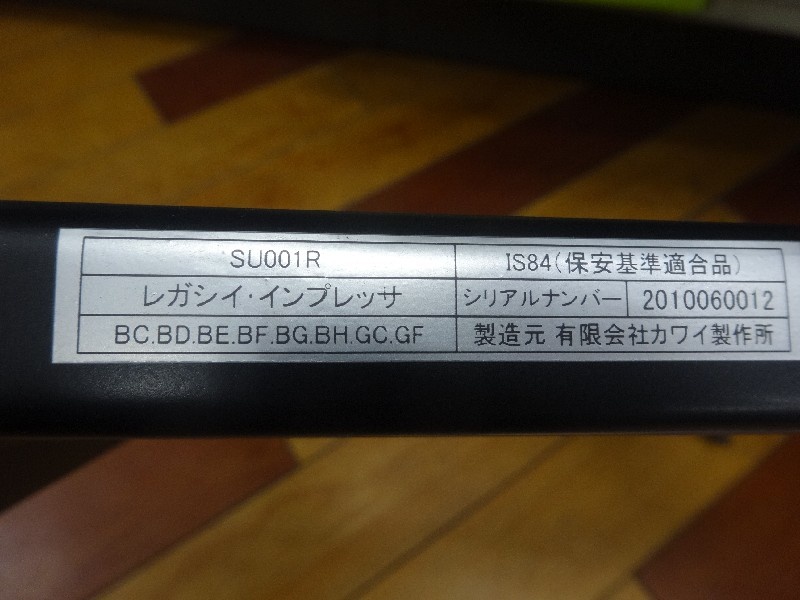 SU001R
IS84(保安基準適合品)
レガシイ・インプレッサ
シリアルナンバー 2010060012
BC.BD.BE.BF.BG.BH.GC.GF
製造元 有限会社カワイ製作所